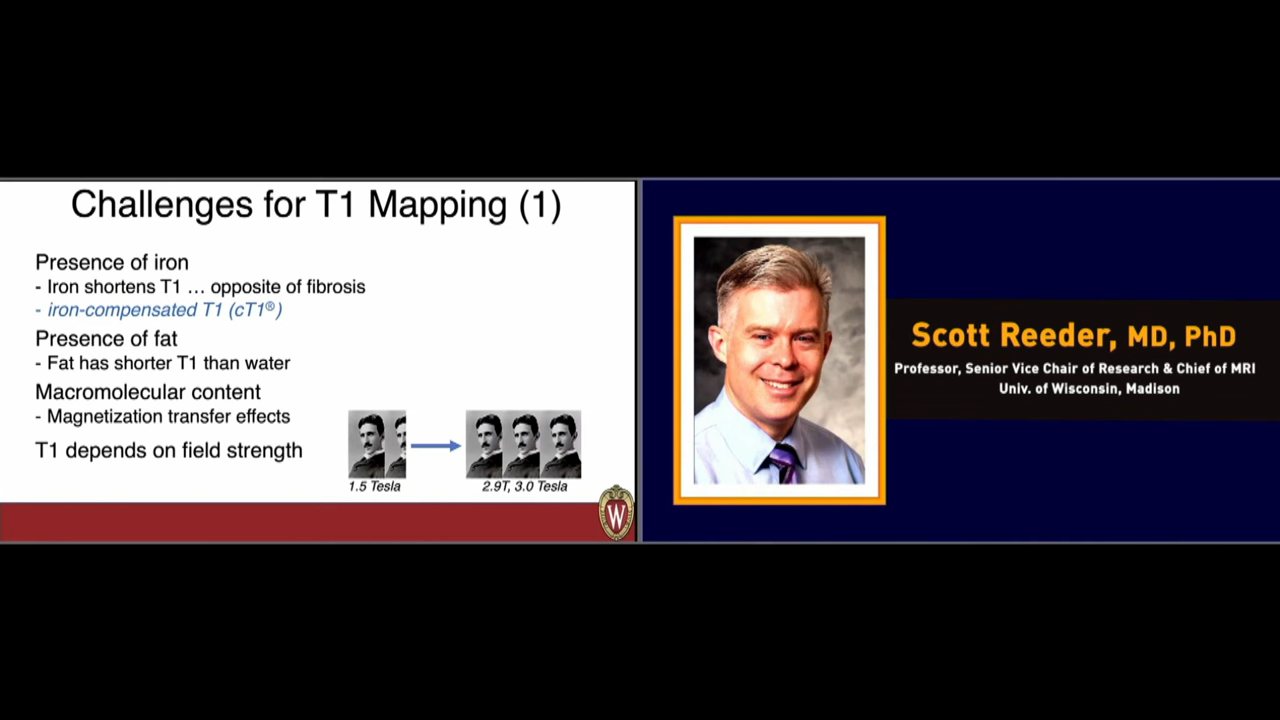 Challenges for T1 Mapping (1)
Presence of iron
- Iron shortens T1 … opposite of fibrosis
- iron-compensated T1 (cT1®)
Presence of fat
- Fat has shorter T1 than water
Macromolecular content
- Magnetization transfer effects
T1 depends on field strength
1.5 Tesla
2.9T, 3.0 Tesla
W
Scott Reeder, MD, PhD
Professor, Senior Vice Chair of Research & Chief of MRI
Univ. of Wisconsin, Madison